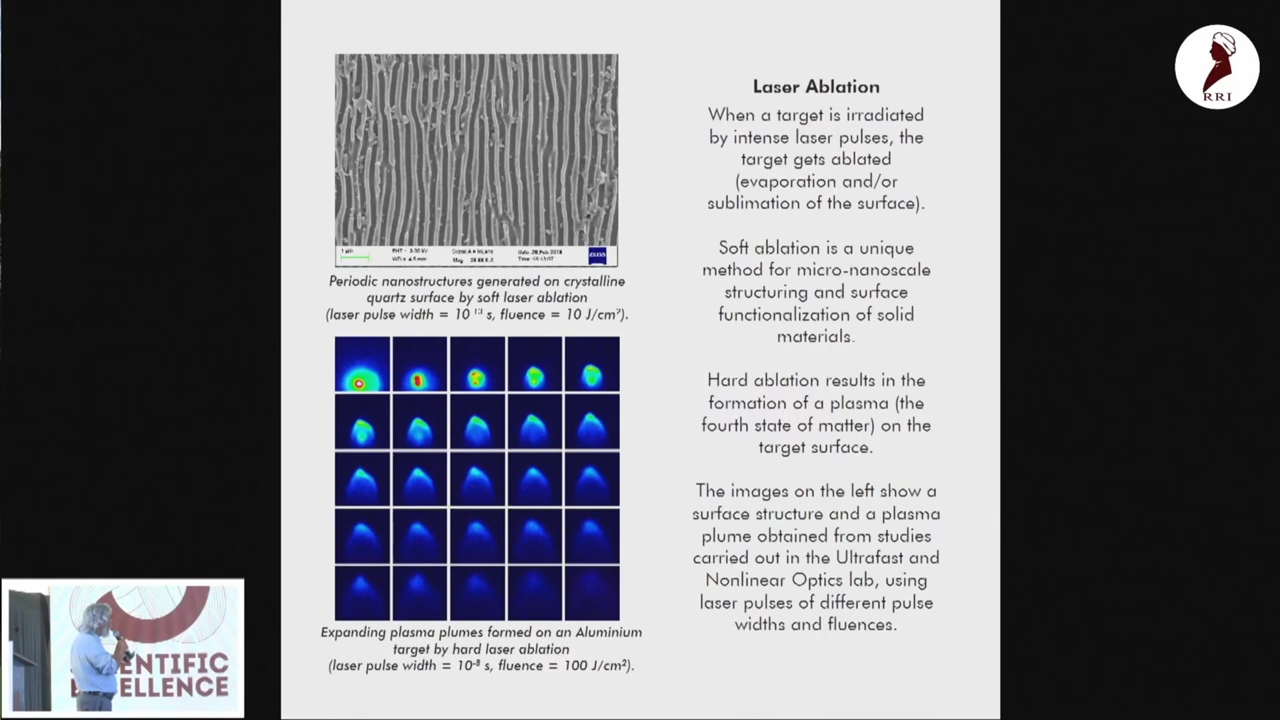 RRI
Laser Ablation
When a target is irradiated
by intense laser pulses, the
target gets ablated
(evaporation and/or
sublimation of the surface).
Soft ablation is a unique
method for micro-nanoscale
structuring and surface
functionalization of solid
materials.
Hard ablation results in the
formation of a plasma (the
fourth state of matter) on the
target surface.
The images on the left show a
surface structure and a plasma
plume obtained from studies
carried out in the Ultrafast and
Nonlinear Optics lab, using
laser pulses of different pulse
widths and fluences.
ZEISS
Periodic nanostructures generated on crystalline
quartz surface by soft laser ablation
(laser pulse width = 10⁻¹³ s, fluence = 10 J/cm²).
Expanding plasma plumes formed on an Aluminium
target by hard laser ablation
(laser pulse width = 10⁻⁸ s, fluence = 100 J/cm²).
ENTIFIC
ELLENCE